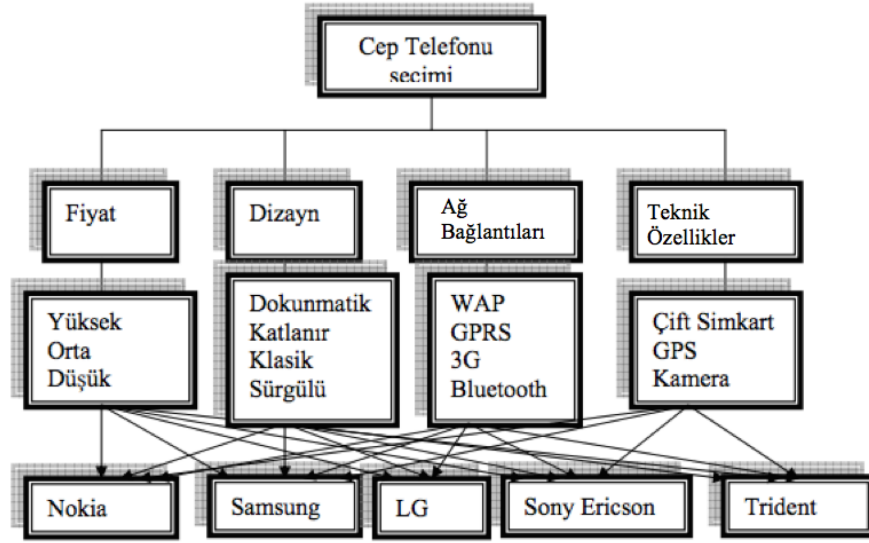 Cep Telefonu
secimi
Fiyat
Dizayn
Ağ
Bağlantıları
Teknik
Özellikler
Yüksek
Orta
Düşük
Dokunmatik
Katlanır
Klasik
Sürgülü
WAP
GPRS
3G
Bluetooth
Çift Simkart
GPS
Kamera
Nokia
Samsung
LG
Sony Ericson
Trident